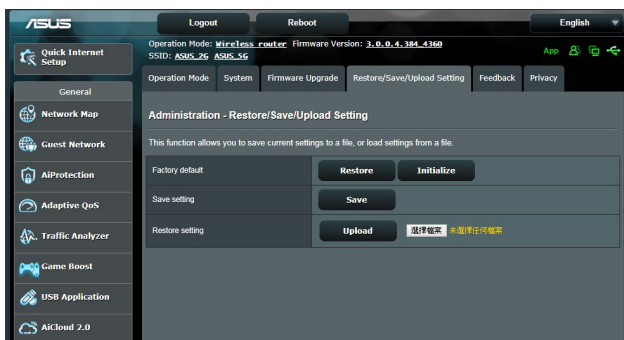 ASUS
Logout
Reboot
English
Operation Mode: Wireless router Firmware Version: 3.0.0.4.384_4360
SSID: ASUS_2G ASUS_5G
App
Quick Internet Setup
General
Network Map
Guest Network
AiProtection
Adaptive QoS
Traffic Analyzer
Game Boost
USB Application
AiCloud 2.0
Operation Mode
System
Firmware Upgrade
Restore/Save/Upload Setting
Feedback
Privacy
Administration - Restore/Save/Upload Setting
This function allows you to save current settings to a file, or load settings from a file.
Factory default
Restore
Initialize
Save setting
Save
Restore setting
Upload
選擇檔案 未選擇任何檔案